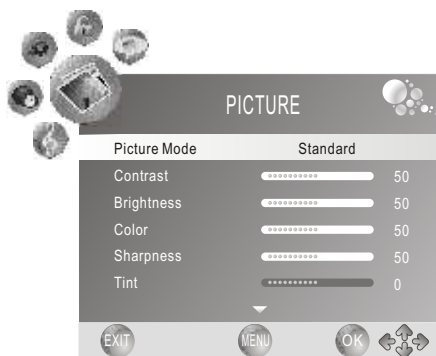 PICTURE
Picture Mode Standard
Contrast 50
Brightness 50
Color 50
Sharpness 50
Tint 0
EXIT MENU OK